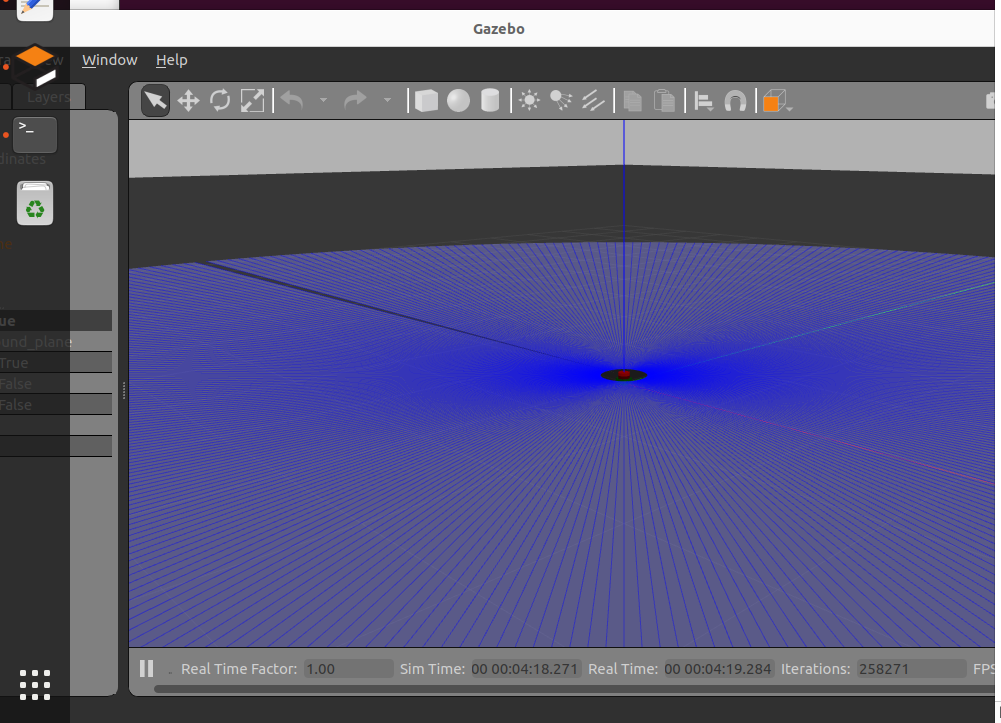 Gazebo
Window Help
Layers
>_
dinates
ue
und_plane
True
False
False
Real Time Factor: 1.00 Sim Time: 00 00:04:18.271 Real Time: 00 00:04:19.284 Iterations: 258271 FPS